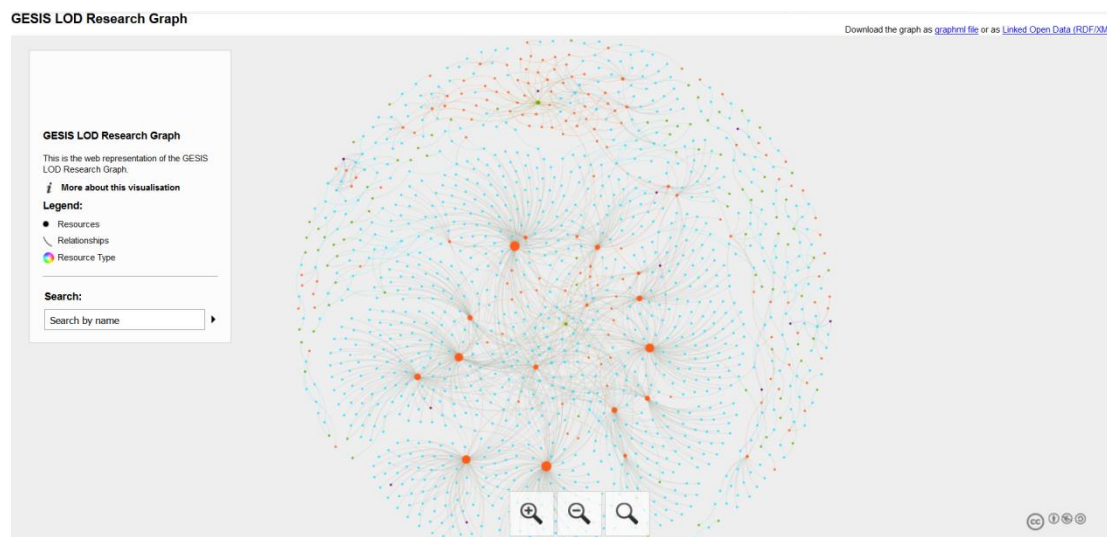 GESIS LOD Research Graph
Download the graph as graphml file or as Linked Open Data (RDF/XM
GESIS LOD Research Graph
This is the web representation of the GESIS
LOD Research Graph.
i More about this visualisation
Legend:
Resources
Relationships
Resource Type
Search:
Search by name
cc